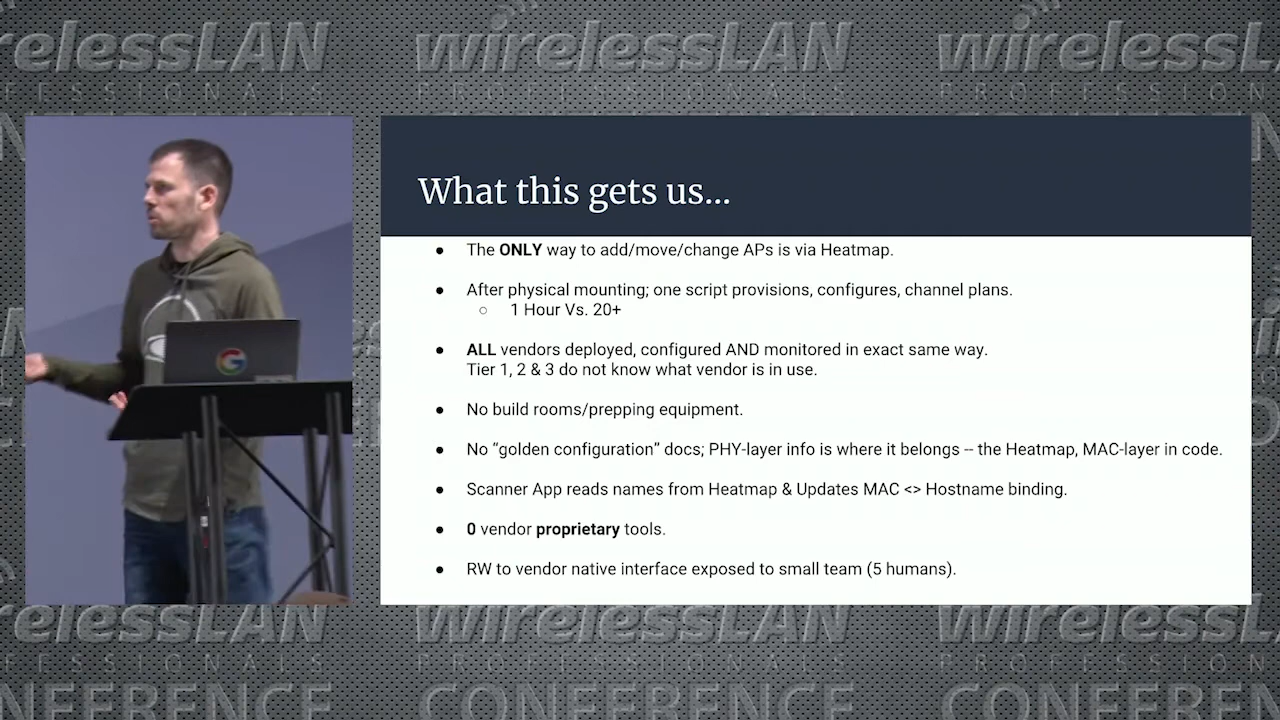 wirelessLAN
PROFESSIONALS
CONFERENCE
What this gets us...
● The ONLY way to add/move/change APs is via Heatmap.
● After physical mounting; one script provisions, configures, channel plans.
○ 1 Hour Vs. 20+
● ALL vendors deployed, configured AND monitored in exact same way.
Tier 1, 2 & 3 do not know what vendor is in use.
● No build rooms/prepping equipment.
● No “golden configuration” docs; PHY-layer info is where it belongs -- the Heatmap, MAC-layer in code.
● Scanner App reads names from Heatmap & Updates MAC <> Hostname binding.
● 0 vendor proprietary tools.
● RW to vendor native interface exposed to small team (5 humans).
G
wirelessLAN
PROFESSIONALS
CONFERENCE